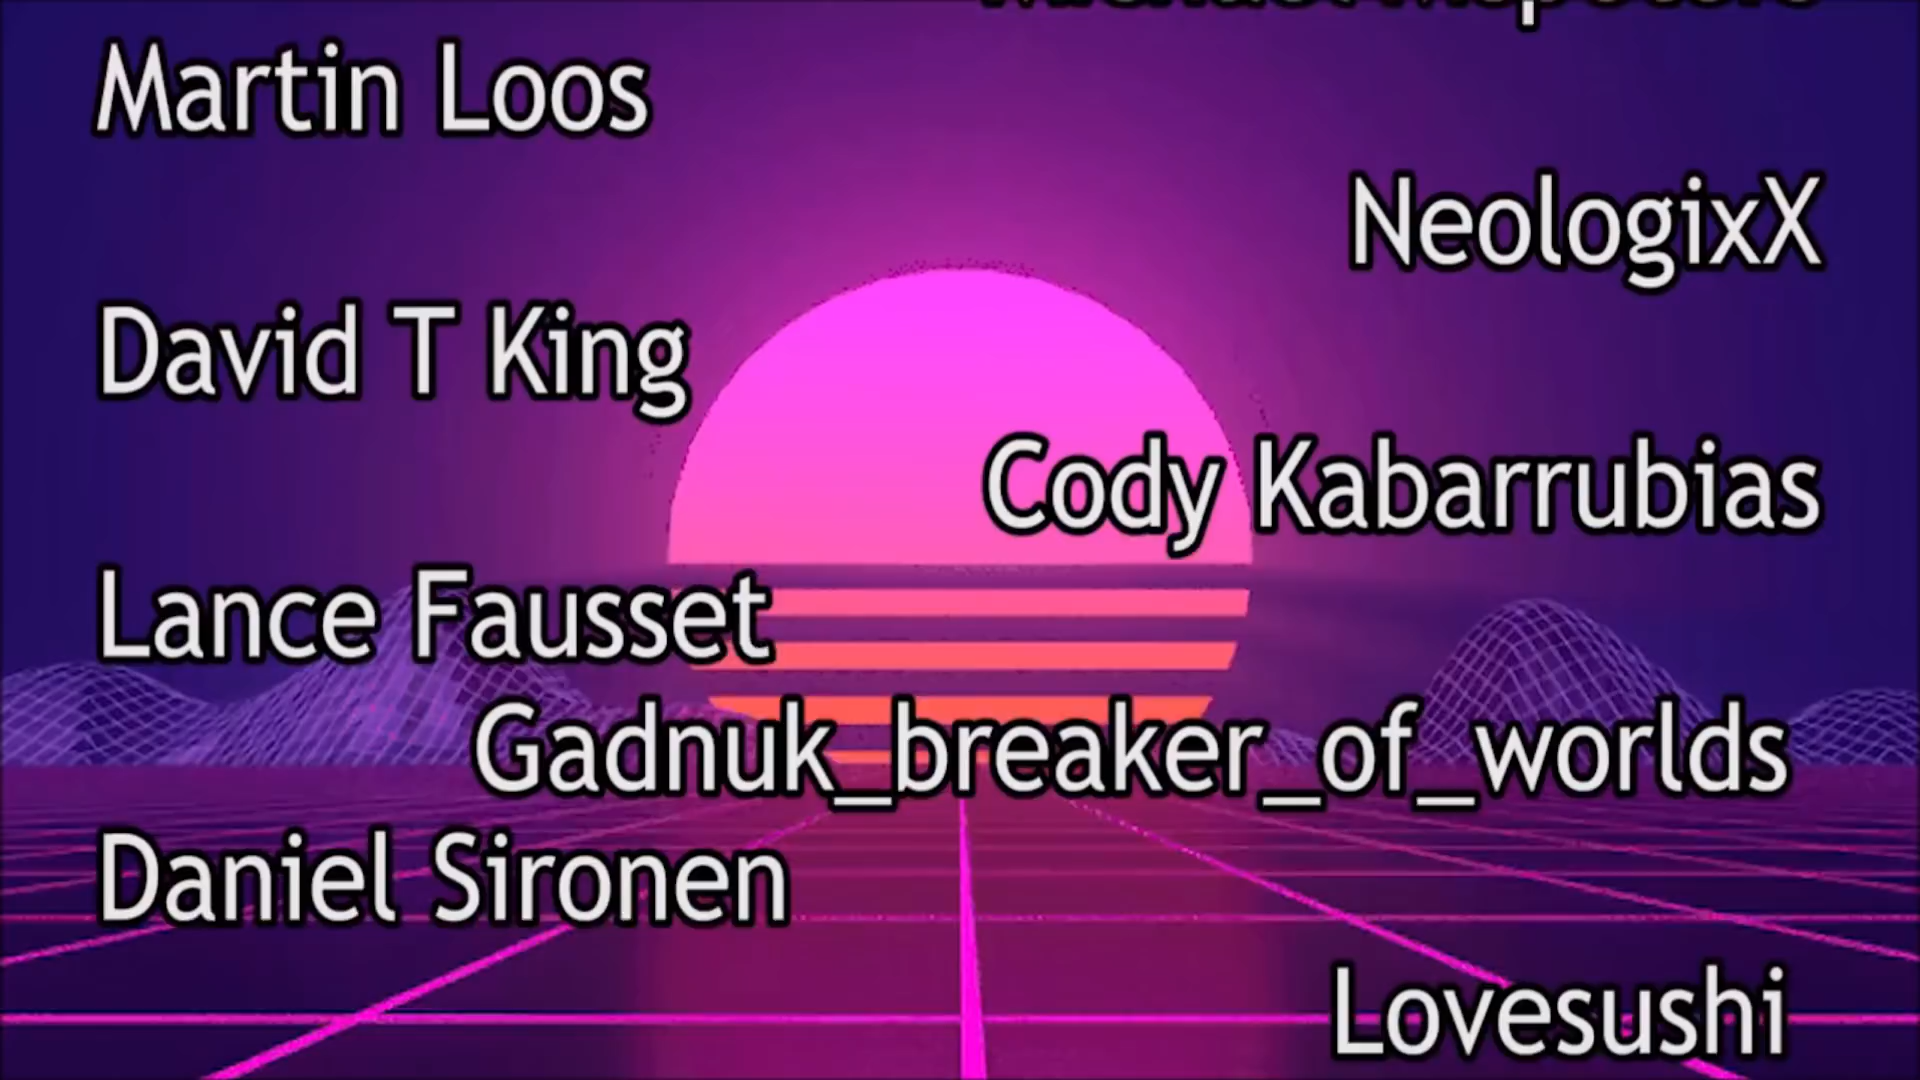 Martin Loos
NeologixX
David T King
Cody Kabarrubias
Lance Fausset
Gadnuk_breaker_of_worlds
Daniel Sironen
Lovesushi